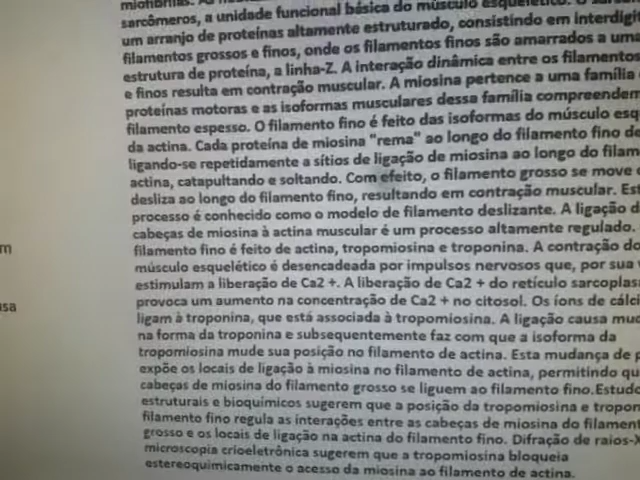 miofibrilas. As
sarcômeros, a unidade funcional básica do músculo esquelético. O
um arranjo de proteínas altamente estruturado, consistindo em interdigi
filamentos grossos e finos, onde os filamentos finos são amarrados a uma
estrutura de proteína, a linha-Z. A interação dinâmica entre os filamentos
e finos resulta em contração muscular. A miosina pertence a uma família
proteínas motoras e as isoformas musculares dessa família compreendem
filamento espesso. O filamento fino é feito das isoformas do músculo esq
da actina. Cada proteína de miosina "rema" ao longo do filamento fino de
ligando-se repetidamente a sítios de ligação de miosina ao longo do filam
actina, catapultando e soltando. Com efeito, o filamento grosso se move
desliza ao longo do filamento fino, resultando em contração muscular. Est
processo é conhecido como o modelo de filamento deslizante. A ligação d
cabeças de miosina à actina muscular é um processo altamente regulado.
m
filamento fino é feito de actina, tropomiosina e troponina. A contração do
músculo esquelético é desencadeada por impulsos nervosos que, por sua
estimulam a liberação de Ca2 +. A liberação de Ca2 + do retículo sarcoplas
usa
provoca um aumento na concentração de Ca2 + no citosol. Os íons de cálci
ligam à troponina, que está associada à tropomiosina. A ligação causa mud
na forma da troponina e subsequentemente faz com que a isoforma da
tropomiosina mude sua posição no filamento de actina. Esta mudança de p
expõe os locais de ligação à miosina no filamento de actina, permitindo qu
cabeças de miosina do filamento grosso se liguem ao filamento fino.Estudo
estruturais e bioquímicos sugerem que a posição da tropomiosina e tropon
filamento fino regula as interações entre as cabeças de miosina do filament
grosso e os locais de ligação na actina do filamento fino. Difração de raios-X
microscopia crioeletrônica sugerem que a tropomiosina bloqueia
estereoquimicamente o acesso da miosina ao filamento de actina.